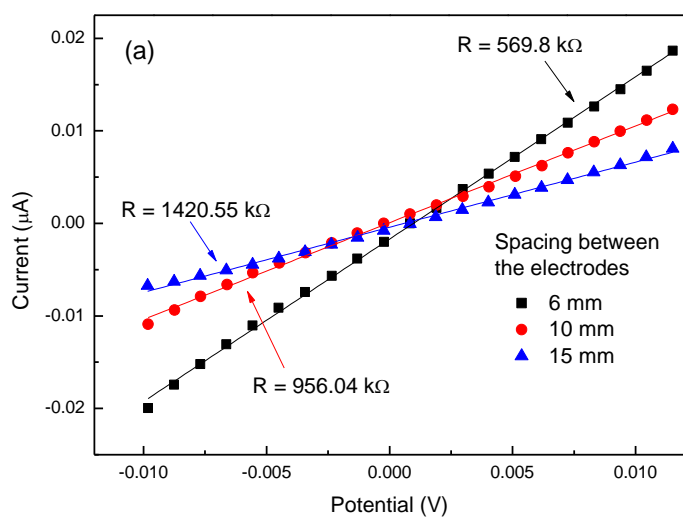 (a)
R = 569.8 kΩ
R = 1420.55 kΩ
R = 956.04 kΩ
Spacing between
the electrodes
6 mm
10 mm
15 mm
0.02
0.01
0.00
-0.01
-0.02
Current (μA)
-0.010 -0.005 0.000 0.005 0.010
Potential (V)